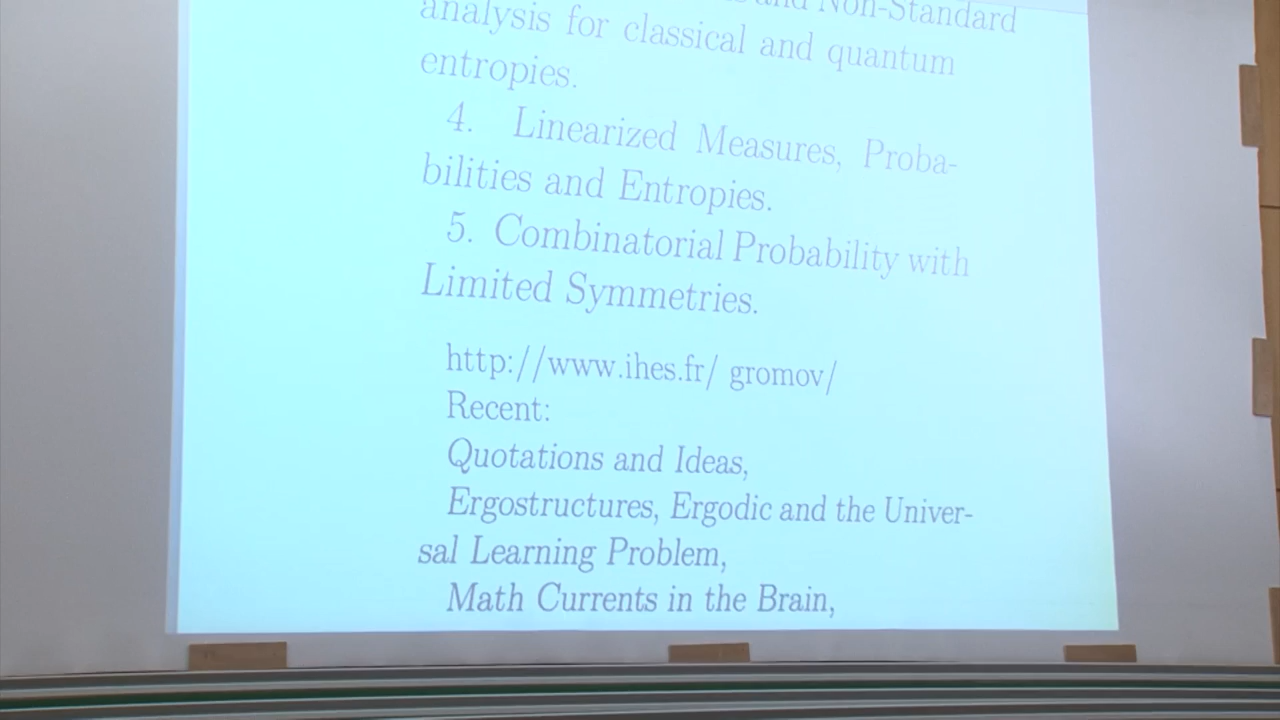 and Non-Standard
analysis for classical and quantum
entropies.
4. Linearized Measures, Proba-
bilities and Entropies.
5. Combinatorial Probability with
Limited Symmetries.
http://www.ihes.fr/ gromov/
Recent:
Quotations and Ideas,
Ergostructures, Ergodic and the Univer-
sal Learning Problem,
Math Currents in the Brain,